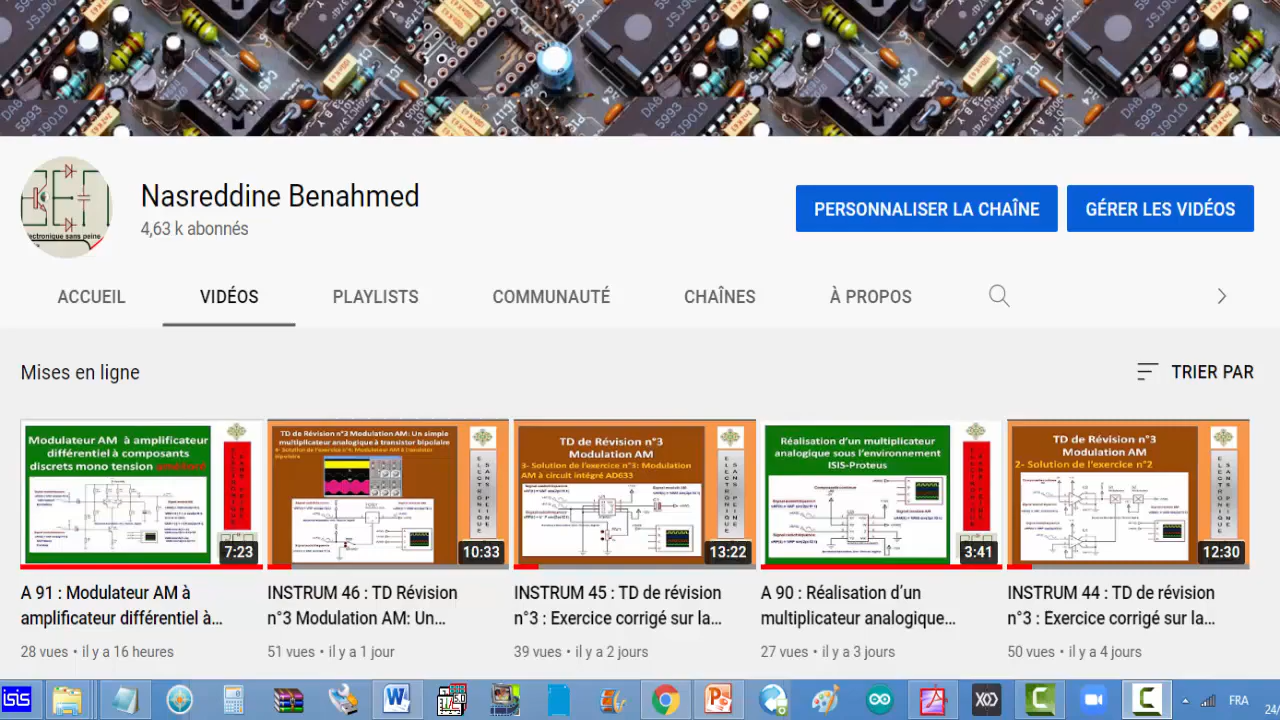 Nasreddine Benahmed
4,63 k abonnés
PERSONNALISER LA CHAÎNE
GÉRER LES VIDÉOS
ACCUEIL
VIDÉOS
PLAYLISTS
COMMUNAUTÉ
CHAÎNES
À PROPOS
Mises en ligne
TRIER PAR
Modulateur AM à amplificateur
différentiel à composants
discrets mono tension
7:23
TD de Révision n°3 Modulation AM: Un simple
multiplicateur analogique à transistor bipolaire
10:33
TD de Révision n°3
Modulation AM
3- Solution de l'exercice n°3: Modulation
AM à circuit intégré AD633
13:22
Réalisation d'un multiplicateur
analogique sous l'environnement
ISIS-Proteus
3:41
TD de Révision n°3
Modulation AM
2- Solution de l'exercice n°2
12:30
A 91 : Modulateur AM à
amplificateur différentiel à...
28 vues • il y a 16 heures
INSTRUM 46 : TD Révision
n°3 Modulation AM: Un...
51 vues • il y a 1 jour
INSTRUM 45 : TD de révision
n°3 : Exercice corrigé sur la...
39 vues • il y a 2 jours
A 90 : Réalisation d'un
multiplicateur analogique...
27 vues • il y a 3 jours
INSTRUM 44 : TD de révision
n°3 : Exercice corrigé sur la...
50 vues • il y a 4 jours
isis
FRA
24/